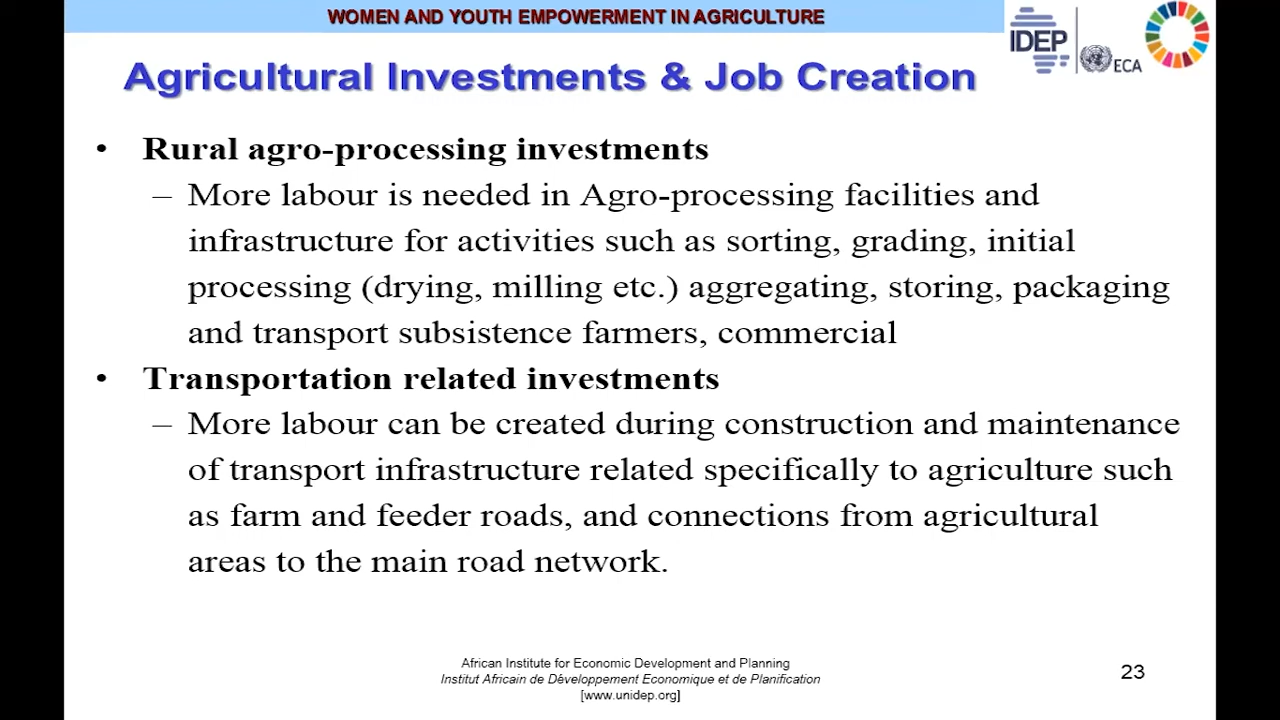 WOMEN AND YOUTH EMPOWERMENT IN AGRICULTURE
IDEP
ECA
Agricultural Investments & Job Creation
• Rural agro-processing investments
– More labour is needed in Agro-processing facilities and
infrastructure for activities such as sorting, grading, initial
processing (drying, milling etc.) aggregating, storing, packaging
and transport subsistence farmers, commercial
• Transportation related investments
– More labour can be created during construction and maintenance
of transport infrastructure related specifically to agriculture such
as farm and feeder roads, and connections from agricultural
areas to the main road network.
African Institute for Economic Development and Planning
Institut Africain de Développement Economique et de Planification
[www.unidep.org]
23